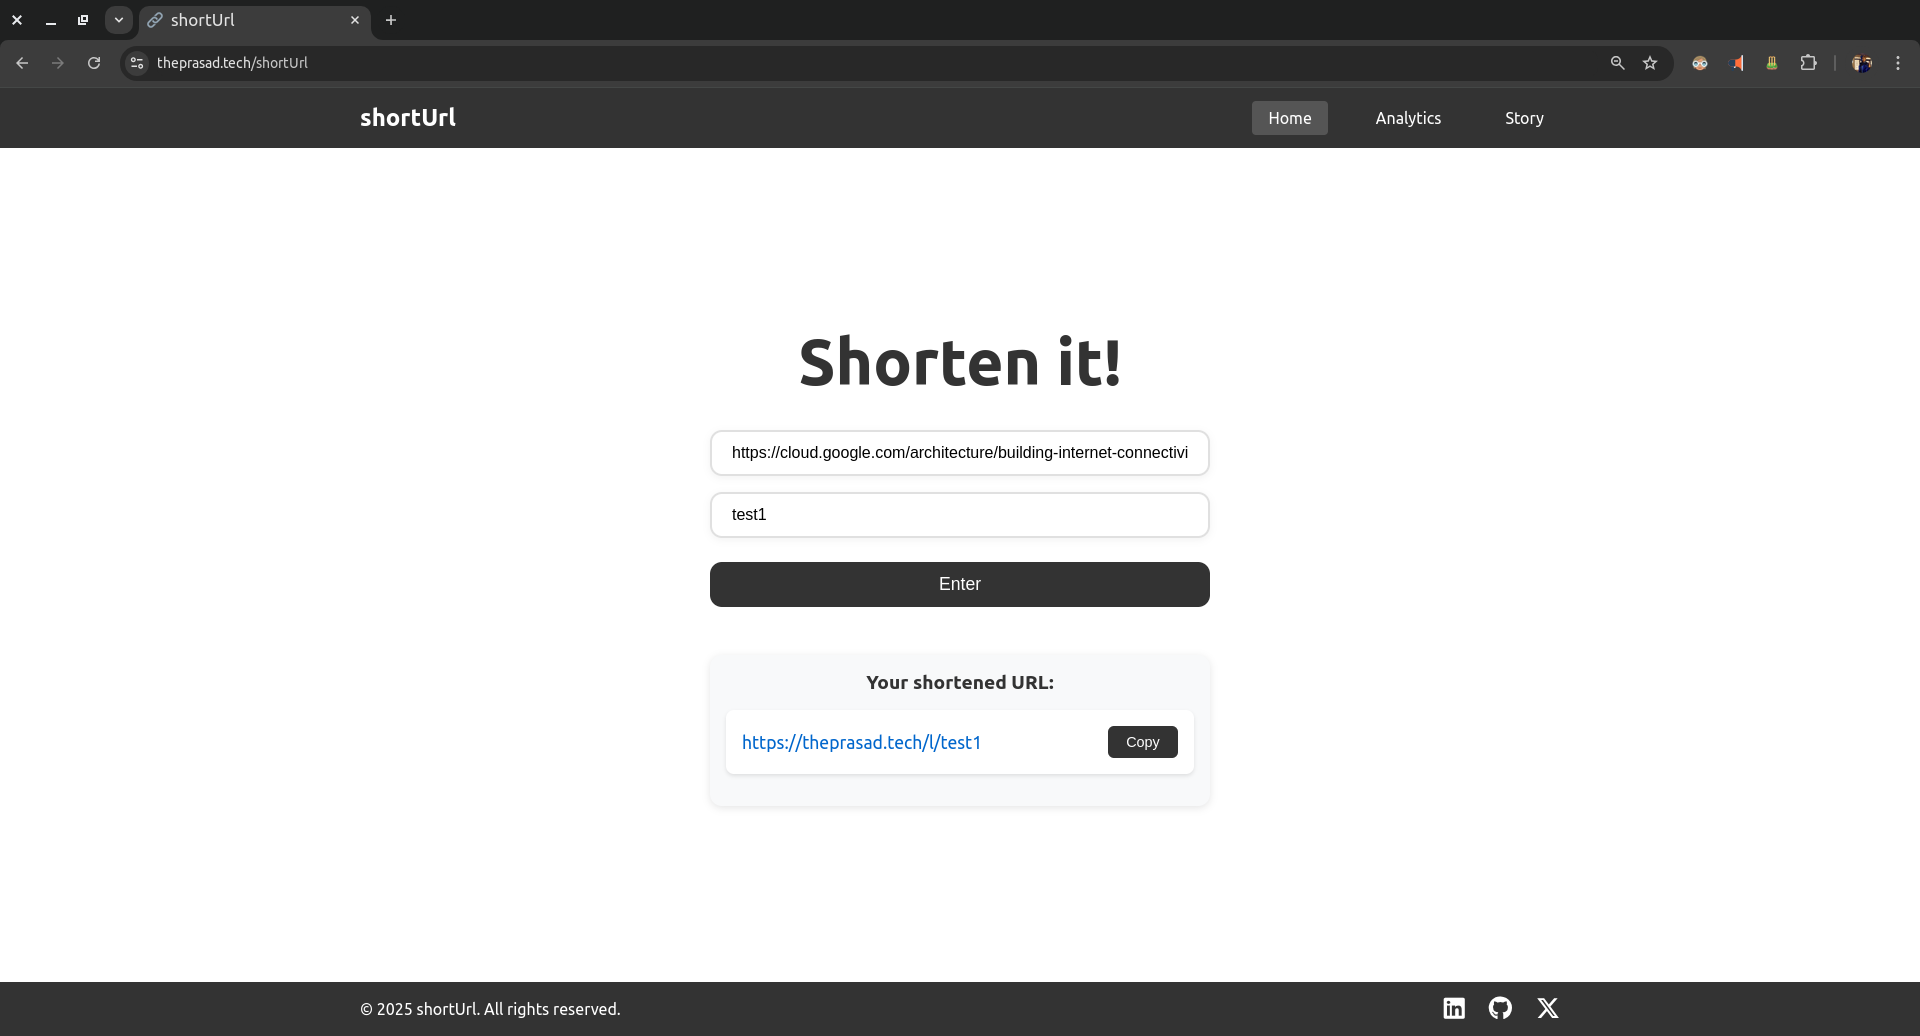 shortUrl
theprasad.tech/shortUrl
shortUrl
Home
Analytics
Story
Shorten it!
https://cloud.google.com/architecture/building-internet-connectivi
test1
Enter
Your shortened URL:
https://theprasad.tech/l/test1
Copy
© 2025 shortUrl. All rights reserved.